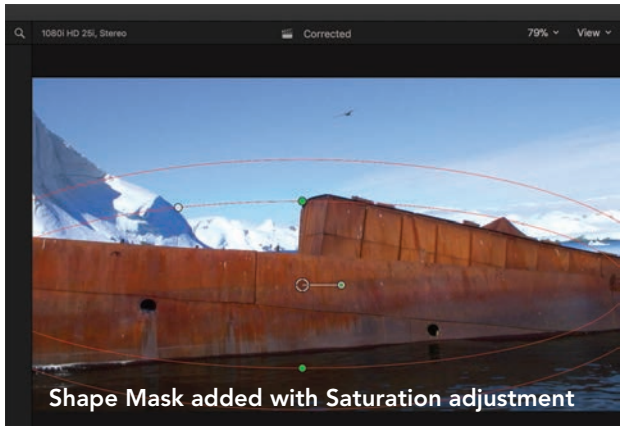 1080i HD 25i, Stereo
Corrected
79%
View
Shape Mask added with Saturation adjustment